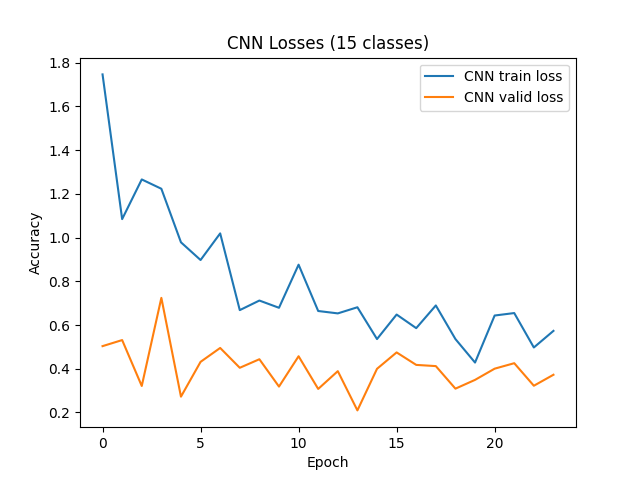 CNN Losses (15 classes)
CNN train loss
CNN valid loss
Accuracy
1.8
1.6
1.4
1.2
1.0
0.8
0.6
0.4
0.2
0 5 10 15 20
Epoch